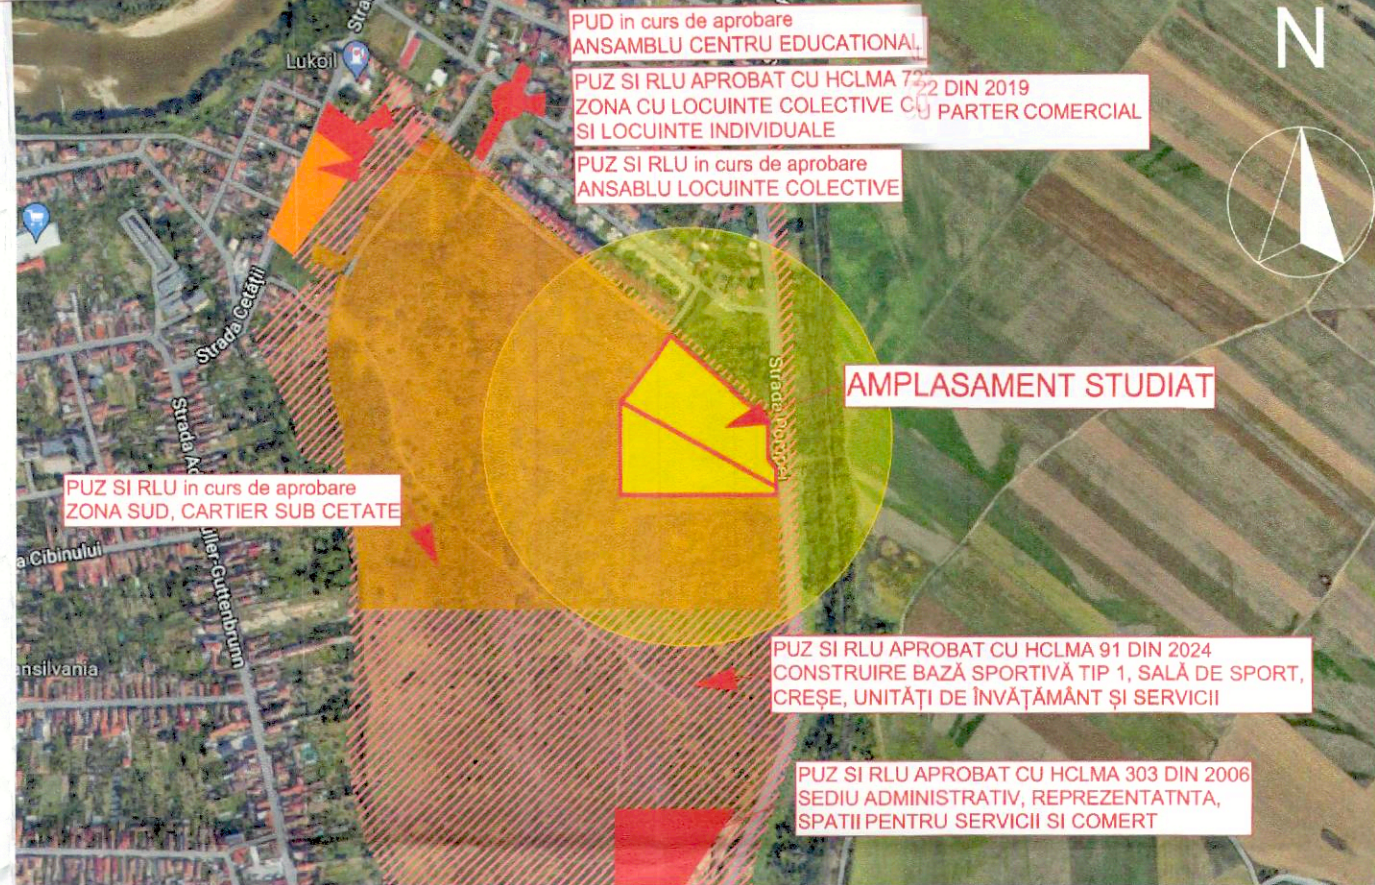 PUD in curs de aprobare
ANSAMBLU CENTRU EDUCATIONAL
N
Lukoil
PUZ SI RLU APROBAT CU HCLMA 722 DIN 2019
ZONA CU LOCUINTE COLECTIVE CU PARTER COMERCIAL
SI LOCUINTE INDIVIDUALE
PUZ SI RLU in curs de aprobare
ANSABLU LOCUINTE COLECTIVE
Strada Cetății
AMPLASAMENT STUDIAT
PUZ SI RLU in curs de aprobare
ZONA SUD, CARTIER SUB CETATE
a Cibinului
üller-Guttenbrunn
ansilvania
PUZ SI RLU APROBAT CU HCLMA 91 DIN 2024
CONSTRUIRE BAZĂ SPORTIVĂ TIP 1, SALĂ DE SPORT,
CREȘE, UNITĂȚI DE ÎNVĂȚĂMÂNT ȘI SERVICII
PUZ SI RLU APROBAT CU HCLMA 303 DIN 2006
SEDIU ADMINISTRATIV, REPREZENTATNTA,
SPATII PENTRU SERVICII SI COMERT